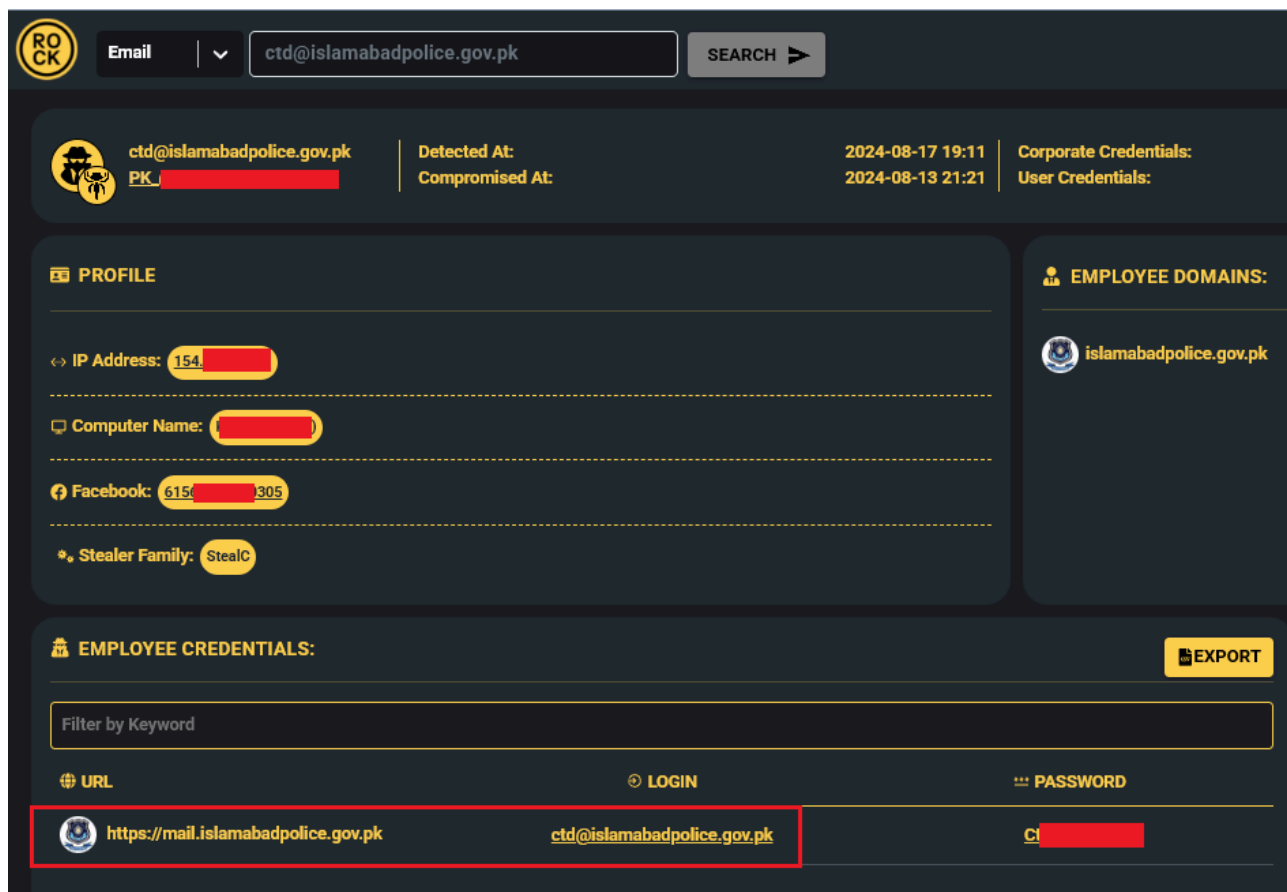 RO
CK
Email
ctd@islamabadpolice.gov.pk
SEARCH
ctd@islamabadpolice.gov.pk
PK_
Detected At: 2024-08-17 19:11
Compromised At: 2024-08-13 21:21
Corporate Credentials:
User Credentials:
PROFILE
IP Address: 154.
Computer Name:
Facebook: 615 305
Stealer Family: StealC
EMPLOYEE DOMAINS:
islamabadpolice.gov.pk
EMPLOYEE CREDENTIALS:
EXPORT
Filter by Keyword
URL LOGIN PASSWORD
https://mail.islamabadpolice.gov.pk ctd@islamabadpolice.gov.pk